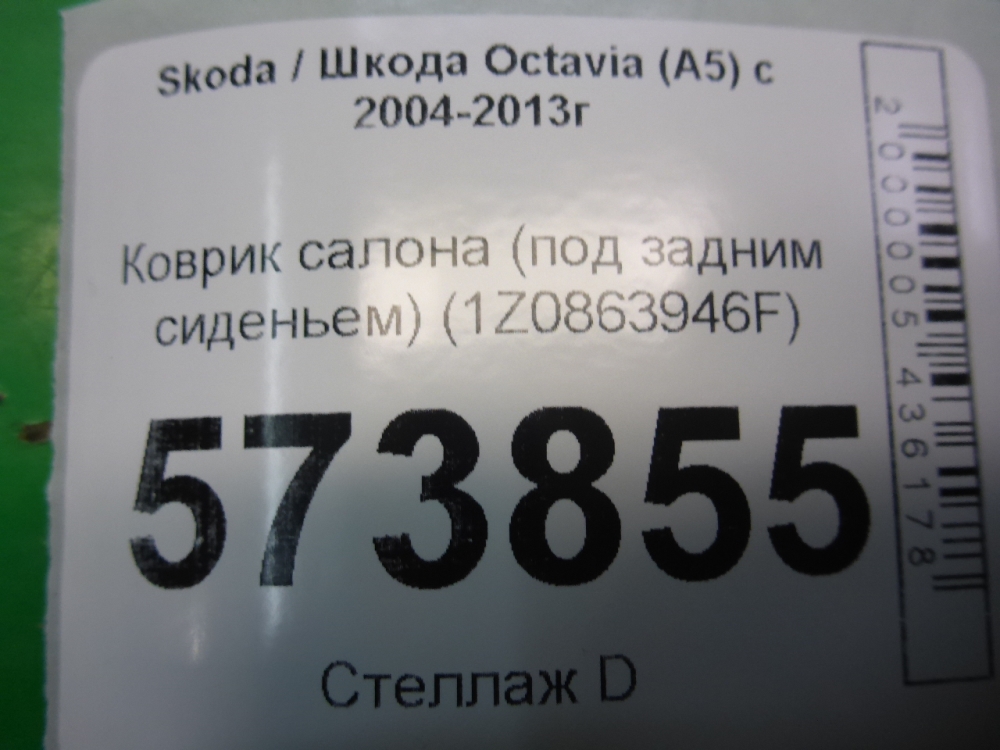 Skoda / Шкода Octavia (A5) с
2004-2013г
Коврик салона (под задним
сиденьем) (1Z0863946F)
573855
Стеллаж D
2000005436178